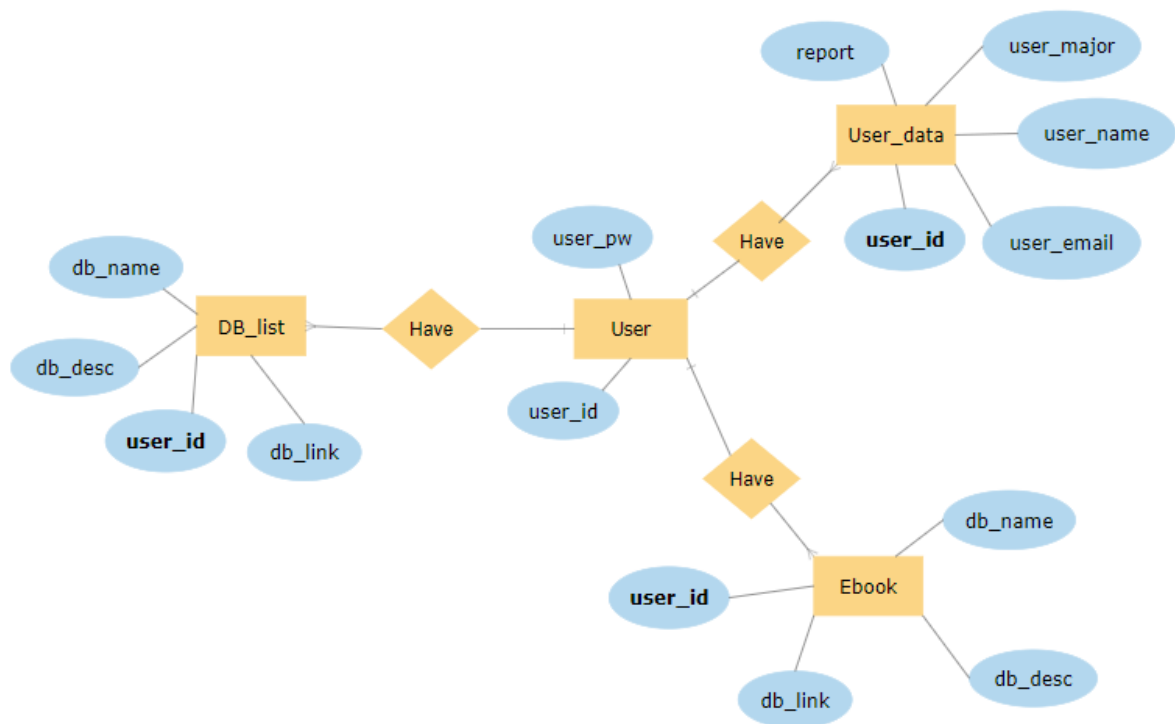 report
user_major
User_data
user_name
user_id
user_email
Have
user_pw
User
user_id
db_name
DB_list
Have
db_desc
user_id
db_link
Have
db_name
Ebook
user_id
db_link
db_desc